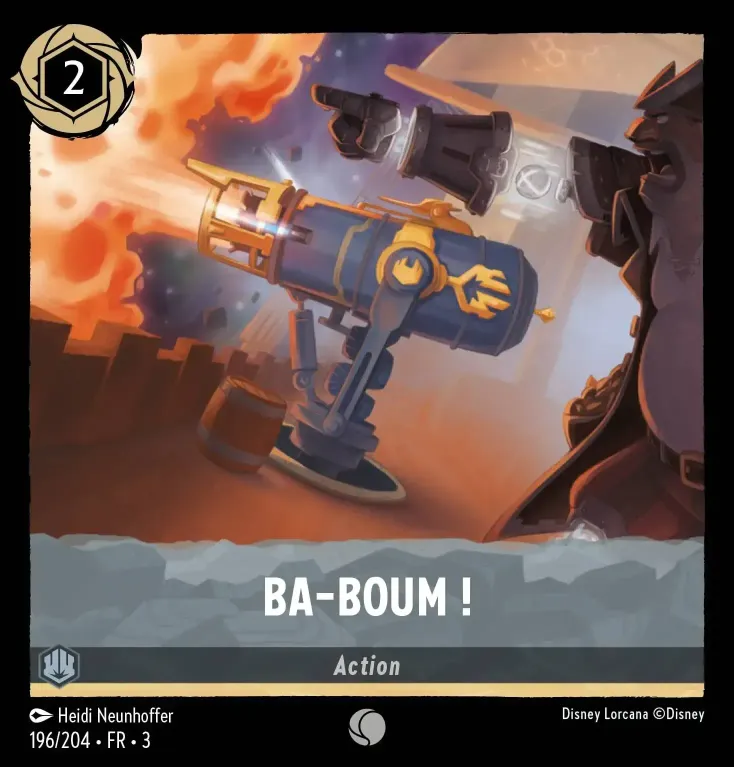 2
BA-BOUM !
Action
Heidi Neunhoffer
Disney Lorcana ©Disney
196/204 • FR • 3